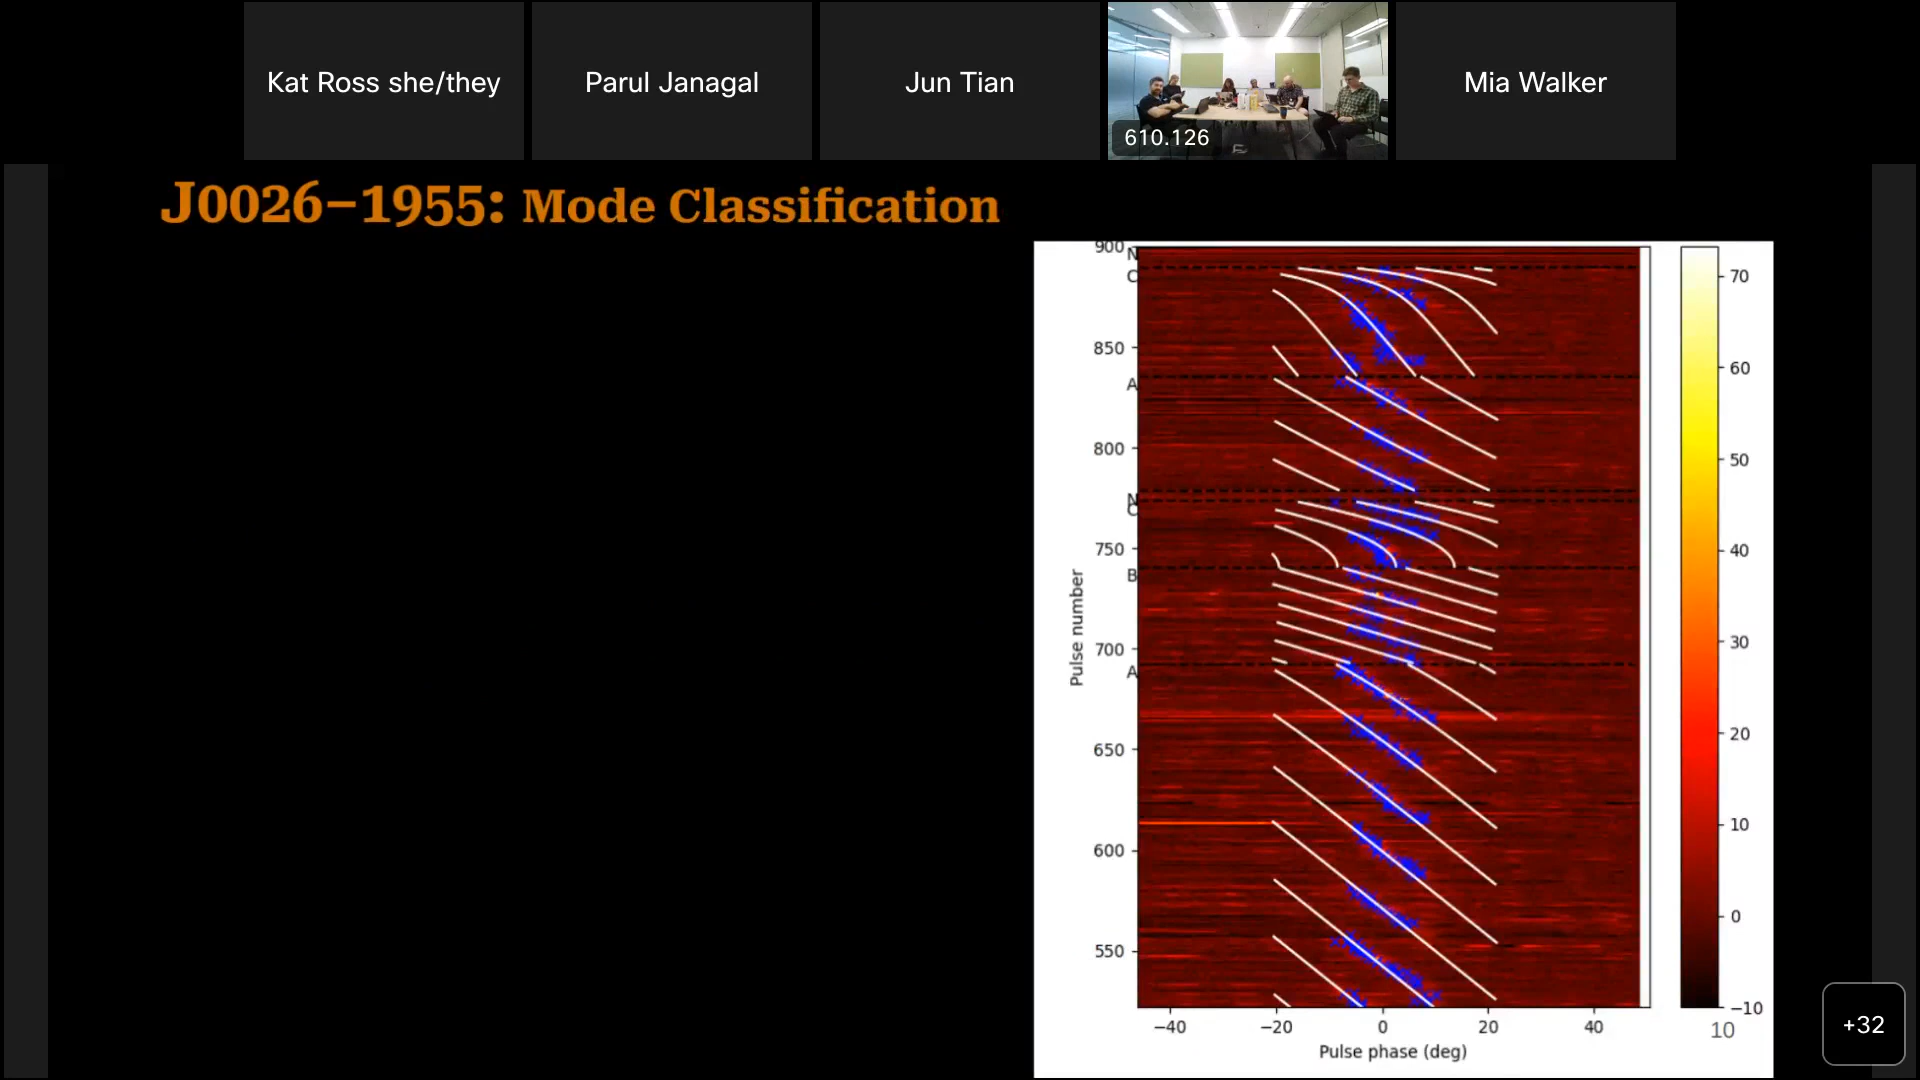 Kat Ross she/they
Parul Janagal
Jun Tian
610.126
Mia Walker
J0026−1955: Mode Classification
900
N
C
850
A
800
N
C
750
B
700
A
650
600
550
Pulse number
−40
−20
0
20
40
Pulse phase (deg)
70
60
50
40
30
20
10
0
−10
10
+32